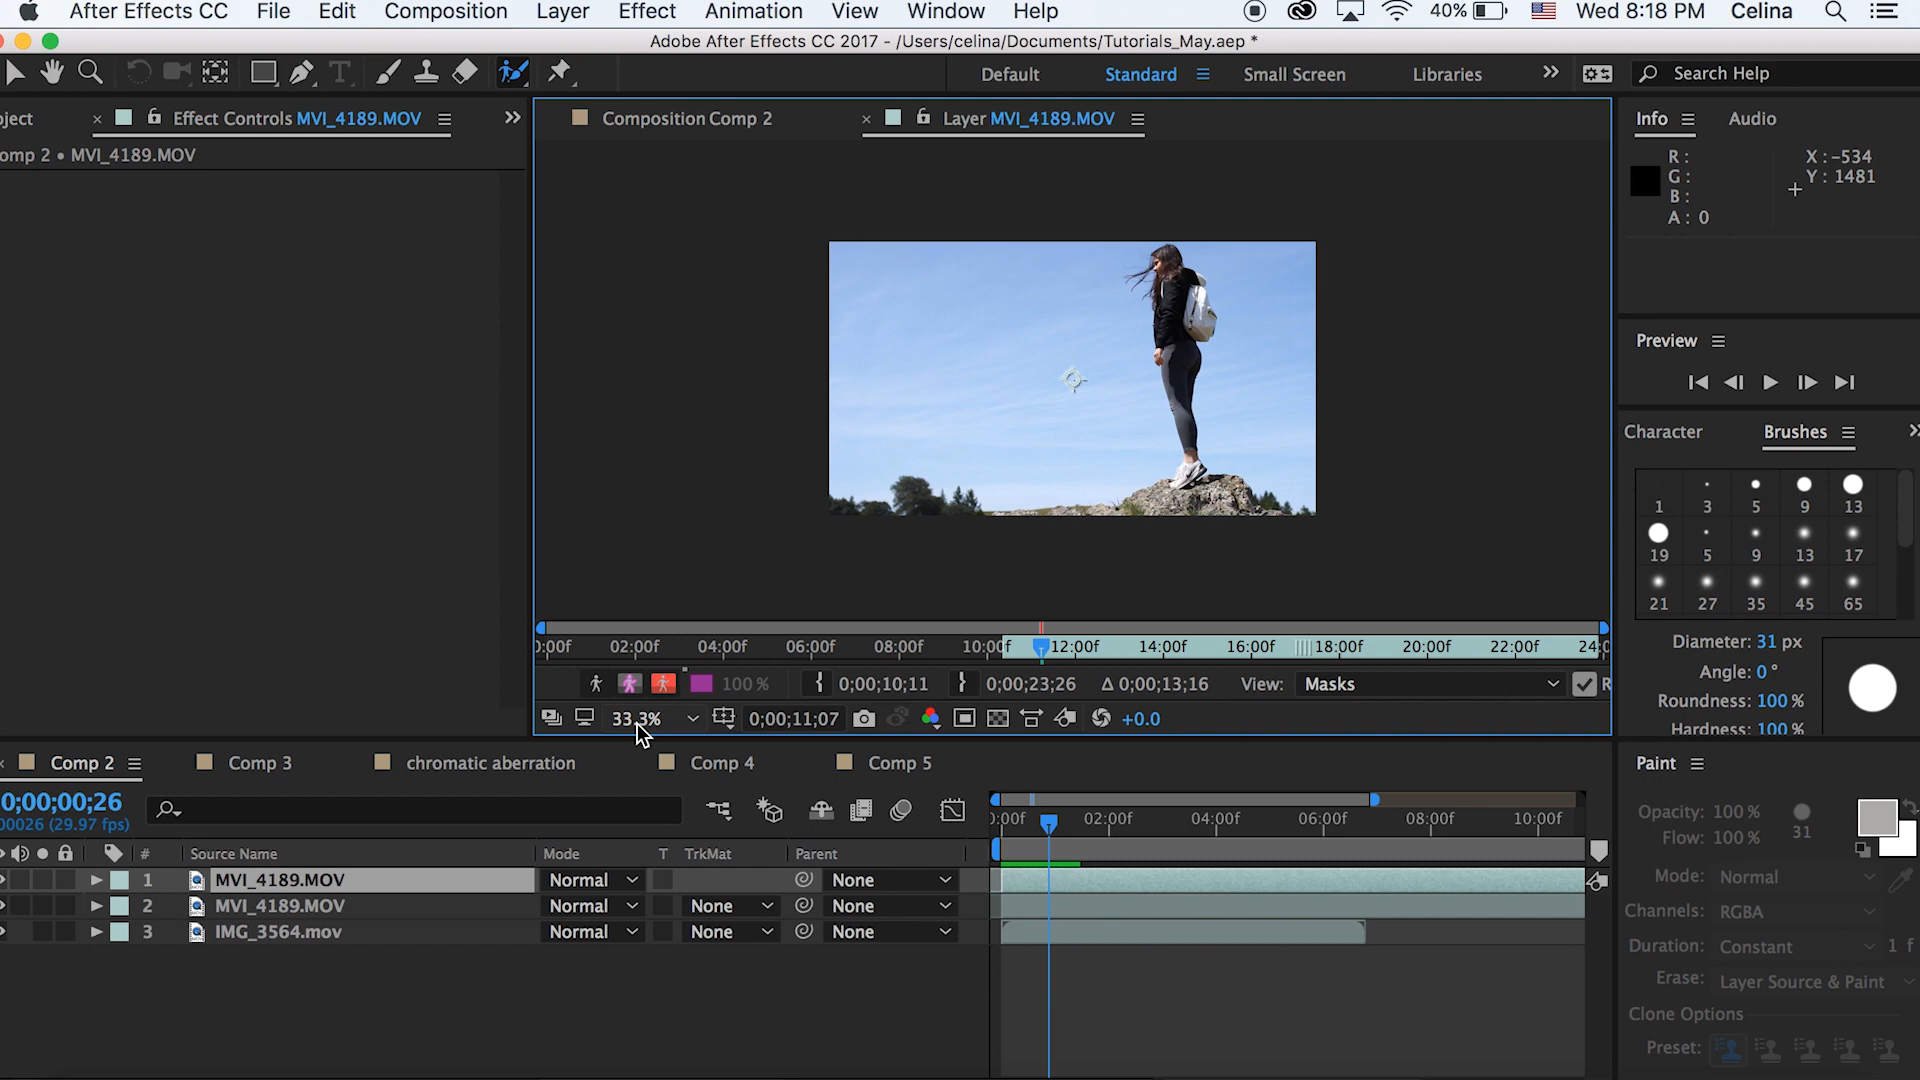 After Effects CC File Edit Composition Layer Effect Animation View Window Help 40% Wed 8:18 PM Celina
Adobe After Effects CC 2017 - /Users/celina/Documents/Tutorials_May.aep *
T Default Standard Small Screen Libraries Search Help
ject × Effect Controls MVI_4189.MOV
omp 2 • MVI_4189.MOV
Composition Comp 2 × Layer MVI_4189.MOV
Info Audio
R :
G :
B :
A : 0
X : -534
Y : 1481
Preview
Character Brushes
1 3 5 9 13
19 5 9 13 17
21 27 35 45 65
Diameter: 31 px
Angle: 0 °
Roundness: 100 %
Hardness: 100 %
):00f 02:00f 04:00f 06:00f 08:00f 10:00f 12:00f 14:00f 16:00f 18:00f 20:00f 22:00f 24:0
100 % 0;00;10;11 0;00;23;26 Δ 0;00;13;16 View: Masks R
33.3% 0;00;11;07 +0.0
Comp 2 Comp 3 chromatic aberration Comp 4 Comp 5
0;00;00;26
00026 (29.97 fps)
):00f 02:00f 04:00f 06:00f 08:00f 10:00f
# Source Name Mode T TrkMat Parent
1 MVI_4189.MOV Normal None
2 MVI_4189.MOV Normal None None
3 IMG_3564.mov Normal None None
Paint
Opacity: 100 %
Flow: 100 %
31
Mode: Normal
Channels: RGBA
Duration: Constant 1 f
Erase: Layer Source & Paint
Clone Options
Preset: